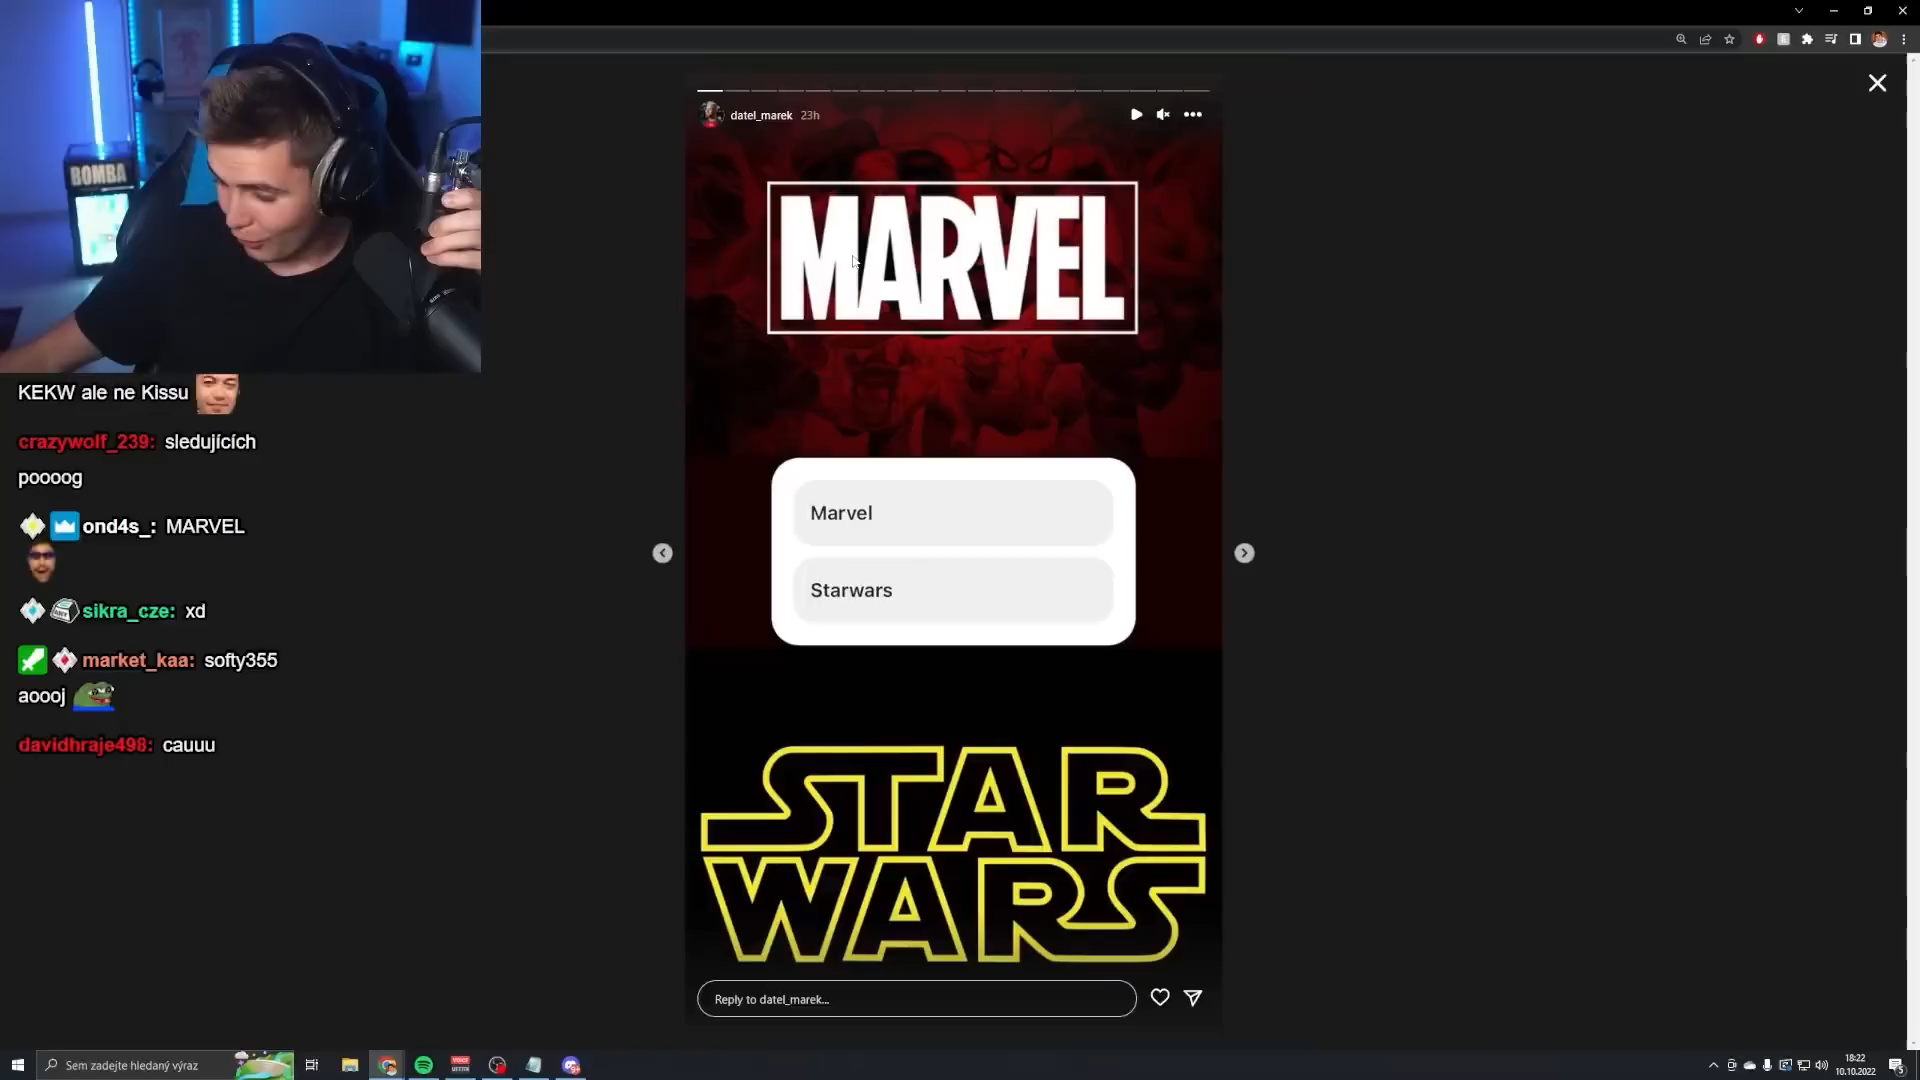 BOMBA
KEKW ale ne Kissu
crazywolf_239: sledujících
poooog
ond4s_: MARVEL
sikra_cze: xd
market_kaa: softy355
aoooj
davidhraje498: cauuu
datel_marek 23h
MARVEL
Marvel
Starwars
STAR
WARS
Reply to datel_marek...
Sem zadejte hledaný výraz
18:22
10.10.2022